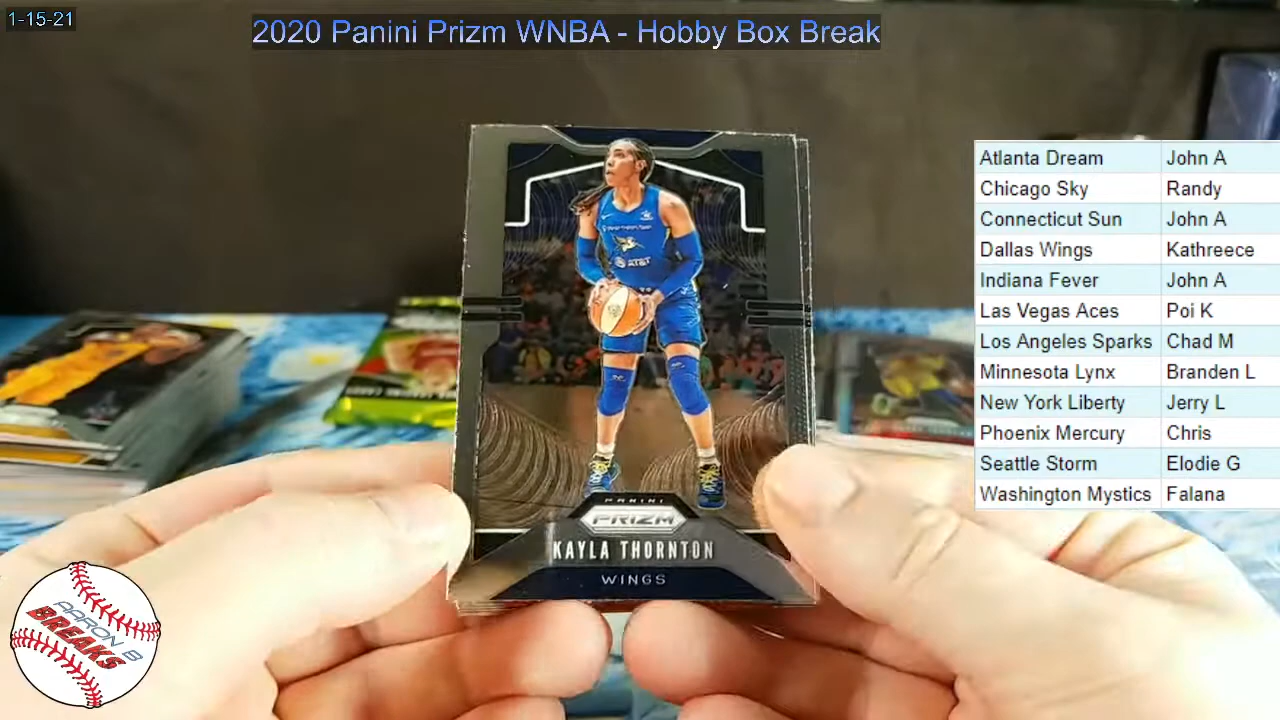 1-15-21
2020 Panini Prizm WNBA - Hobby Box Break
Atlanta Dream John A
Chicago Sky Randy
Connecticut Sun John A
Dallas Wings Kathreece
Indiana Fever John A
Las Vegas Aces Poi K
Los Angeles Sparks Chad M
Minnesota Lynx Branden L
New York Liberty Jerry L
Phoenix Mercury Chris
Seattle Storm Elodie G
Washington Mystics Falana
AT&T
PANINI
PRIZM
KAYLA THORNTON
WINGS
AARON B
BREAKS